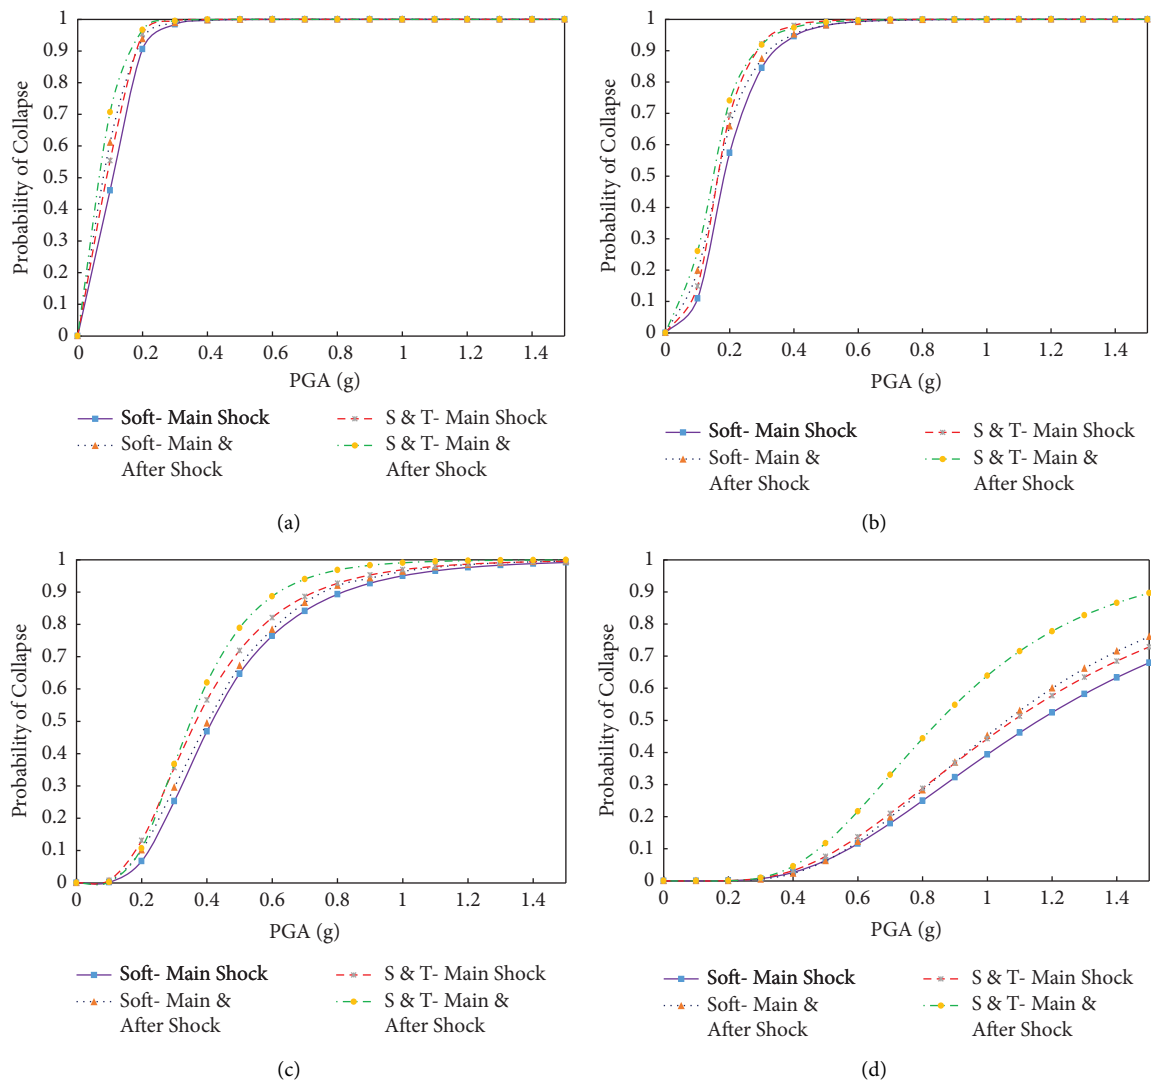 1
0.9
0.8
0.7
0.6
0.5
0.4
0.3
0.2
0.1
0
Probability of Collapse
0 0.2 0.4 0.6 0.8 1 1.2 1.4
PGA (g)
Soft- Main Shock
Soft- Main &
After Shock
S & T- Main Shock
S & T- Main &
After Shock
(a)
1
0.9
0.8
0.7
0.6
0.5
0.4
0.3
0.2
0.1
0
Probability of Collapse
0 0.2 0.4 0.6 0.8 1 1.2 1.4
PGA (g)
Soft- Main Shock
Soft- Main &
After Shock
S & T- Main Shock
S & T- Main &
After Shock
(b)
1
0.9
0.8
0.7
0.6
0.5
0.4
0.3
0.2
0.1
0
Probability of Collapse
0 0.2 0.4 0.6 0.8 1 1.2 1.4
PGA (g)
Soft- Main Shock
Soft- Main &
After Shock
S & T- Main Shock
S & T- Main &
After Shock
(c)
1
0.9
0.8
0.7
0.6
0.5
0.4
0.3
0.2
0.1
0
Probability of Collapse
0 0.2 0.4 0.6 0.8 1 1.2 1.4
PGA (g)
Soft- Main Shock
Soft- Main &
After Shock
S & T- Main Shock
S & T- Main &
After Shock
(d)